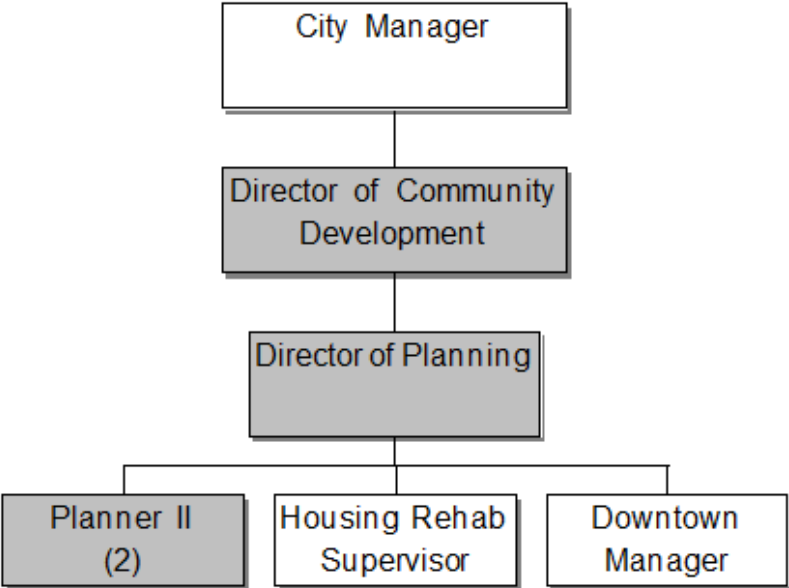 City Manager
Director of Community
Development
Director of Planning
Planner II
(2)
Housing Rehab
Supervisor
Downtown
Manager